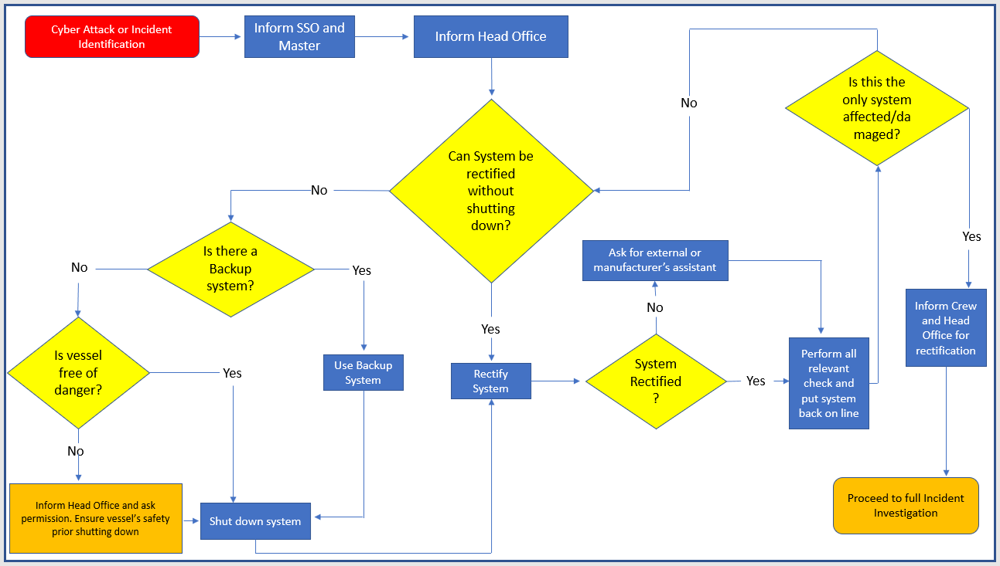 Cyber Attack or Incident
Identification
Inform SSO and
Master
Inform Head Office
Is this the
only system
affected/da
maged?
No
Can System be
rectified
without
shutting
down?
No
Is there a
Backup
system?
No
Yes
Yes
Ask for external or
manufacturer's assistant
Yes
No
Inform Crew
and Head
Office for
rectification
Is vessel
free of
danger?
Yes
Use Backup
System
Rectify
System
System
Rectified
?
Yes
Perform all
relevant
check and
put system
back on line
No
Inform Head Office and ask
permission. Ensure vessel's safety
prior shutting down
Shut down system
Proceed to full Incident
Investigation